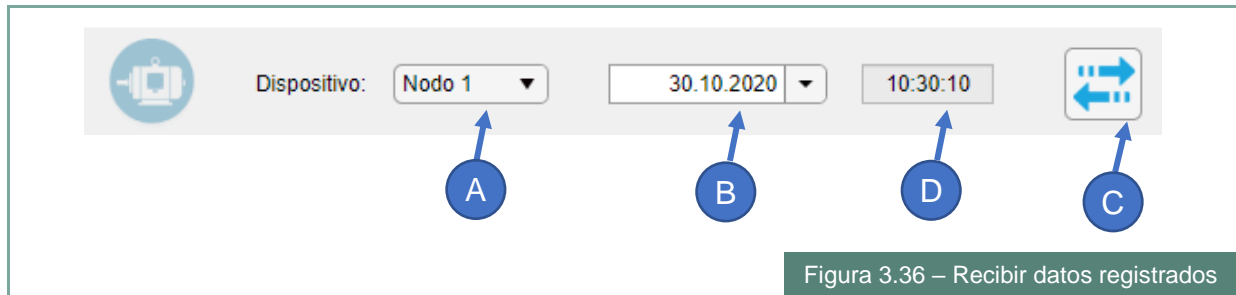 Dispositivo: Nodo 1 30.10.2020 10:30:10
A B D C
Figura 3.36 – Recibir datos registrados